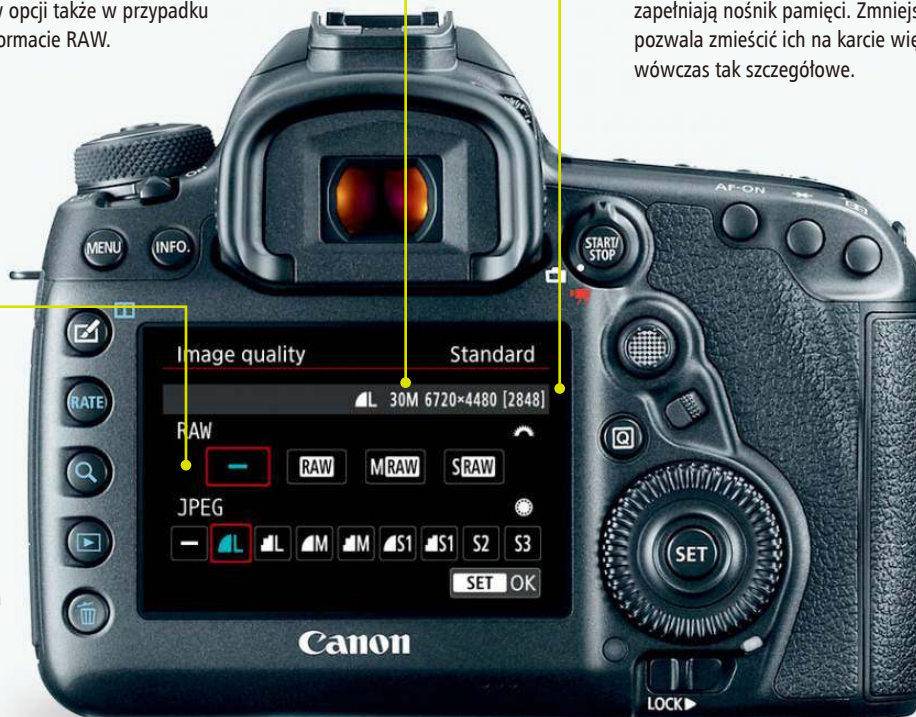 opcji także w przypadku
formacie RAW.
zapełniają nośnik pamięci. Zmniejs
pozwala zmieścić ich na karcie wię
wówczas tak szczegółowe.
AF-ON
MENU
INFO.
START/
STOP
RATE
Q
Image quality Standard
L 30M 6720×4480 [2848]
RAW
RAW MRAW SRAW
JPEG
L L M M S1 S1 S2 S3
SET OK
SET
Canon
LOCK